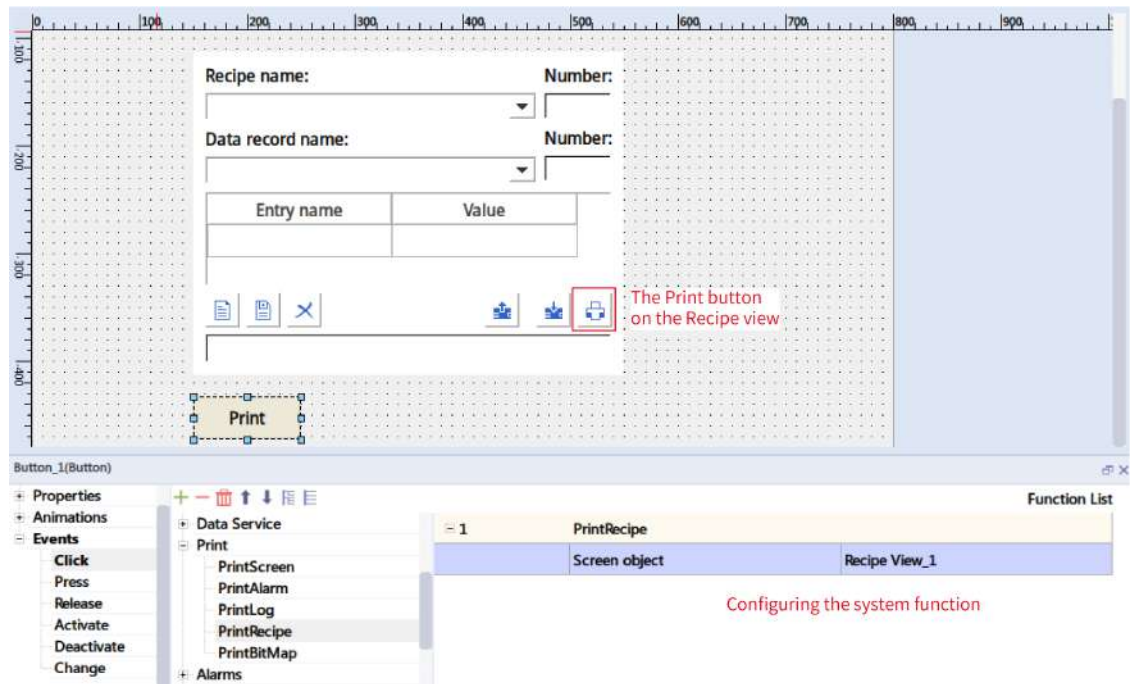 0 100 200 300 400 500 600 700 800 900
100
200
300
400
Recipe name: Number:
Data record name: Number:
Entry name Value
The Print button
on the Recipe view
Print
Button_1(Button)
Properties
Animations
Events
Click
Press
Release
Activate
Deactivate
Change
Function List
Data Service
Print
PrintScreen
PrintAlarm
PrintLog
PrintRecipe
PrintBitMap
Alarms
1 PrintRecipe
Screen object Recipe View_1
Configuring the system function